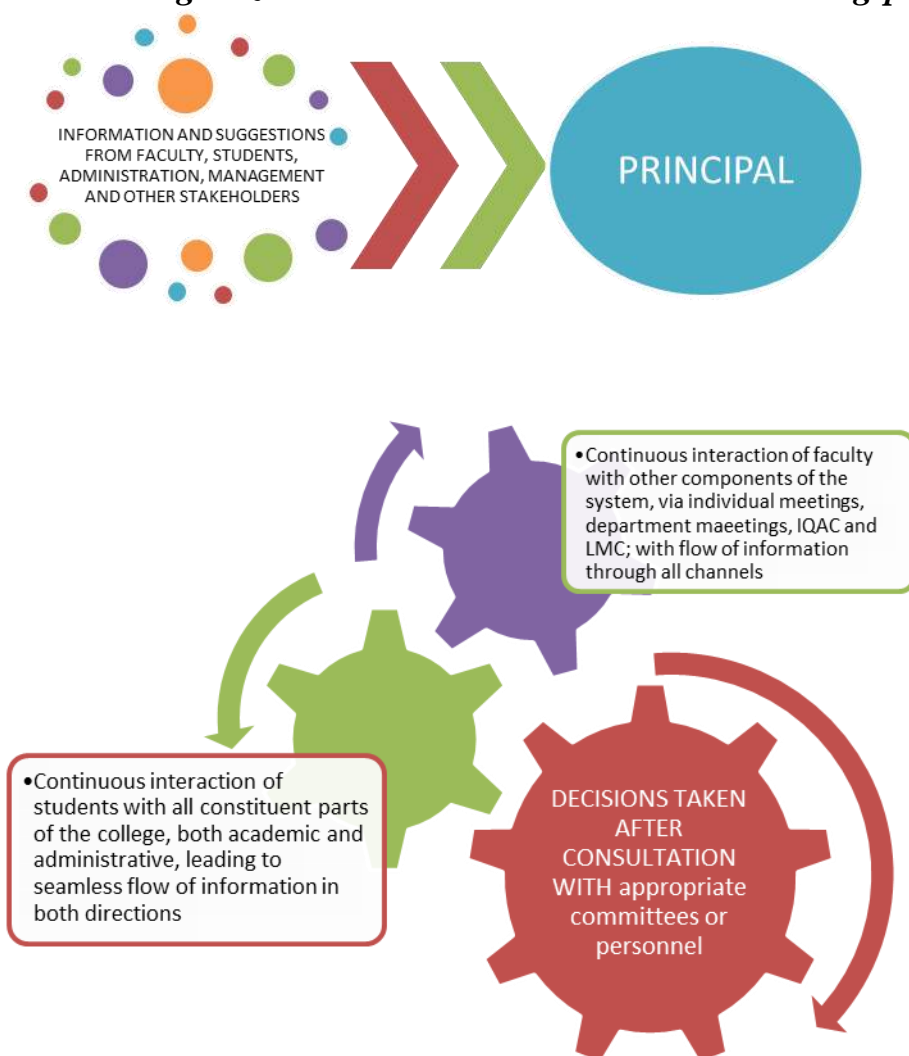 INFORMATION AND SUGGESTIONS
FROM FACULTY, STUDENTS,
ADMINISTRATION, MANAGEMENT
AND OTHER STAKEHOLDERS
PRINCIPAL
•Continuous interaction of faculty
with other components of the
system, via individual meetings,
department maeetings, IQAC and
LMC; with flow of information
through all channels
•Continuous interaction of
students with all constituent parts
of the college, both academic and
administrative, leading to
seamless flow of information in
both directions
DECISIONS TAKEN
AFTER
CONSULTATION
WITH appropriate
committees or
personnel